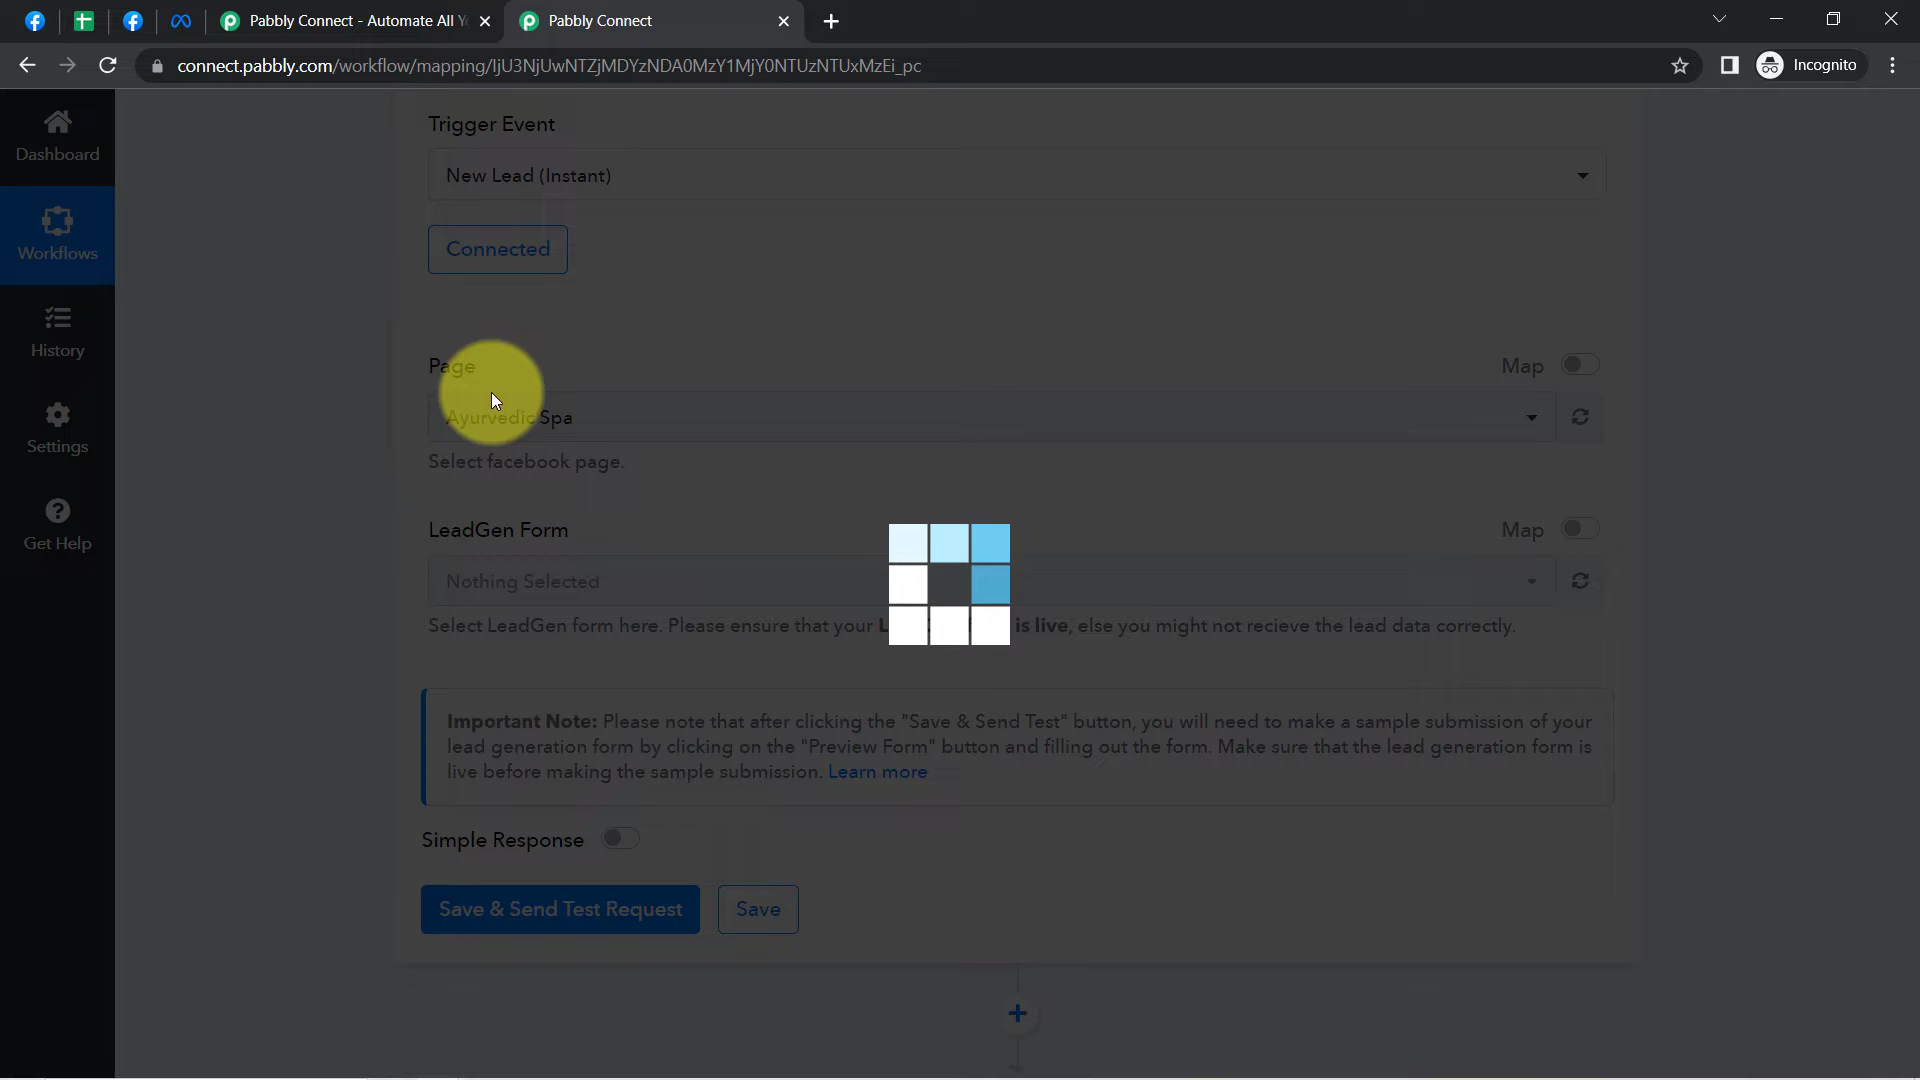 Pabbly Connect - Automate All Y
Pabbly Connect
connect.pabbly.com/workflow/mapping/IjU3NjUwNTZjMDYzNDA0MzY1MjY0NTUzNTUxMzEi_pc
Incognito
Dashboard
Workflows
History
Settings
Get Help
Trigger Event
New Lead (Instant)
Connected
Page
Map
Ayurvedic Spa
Select facebook page.
LeadGen Form
Map
Nothing Selected
Select LeadGen form here. Please ensure that your L is live, else you might not recieve the lead data correctly.
Important Note: Please note that after clicking the "Save & Send Test" button, you will need to make a sample submission of your
lead generation form by clicking on the "Preview Form" button and filling out the form. Make sure that the lead generation form is
live before making the sample submission. Learn more
Simple Response
Save & Send Test Request
Save